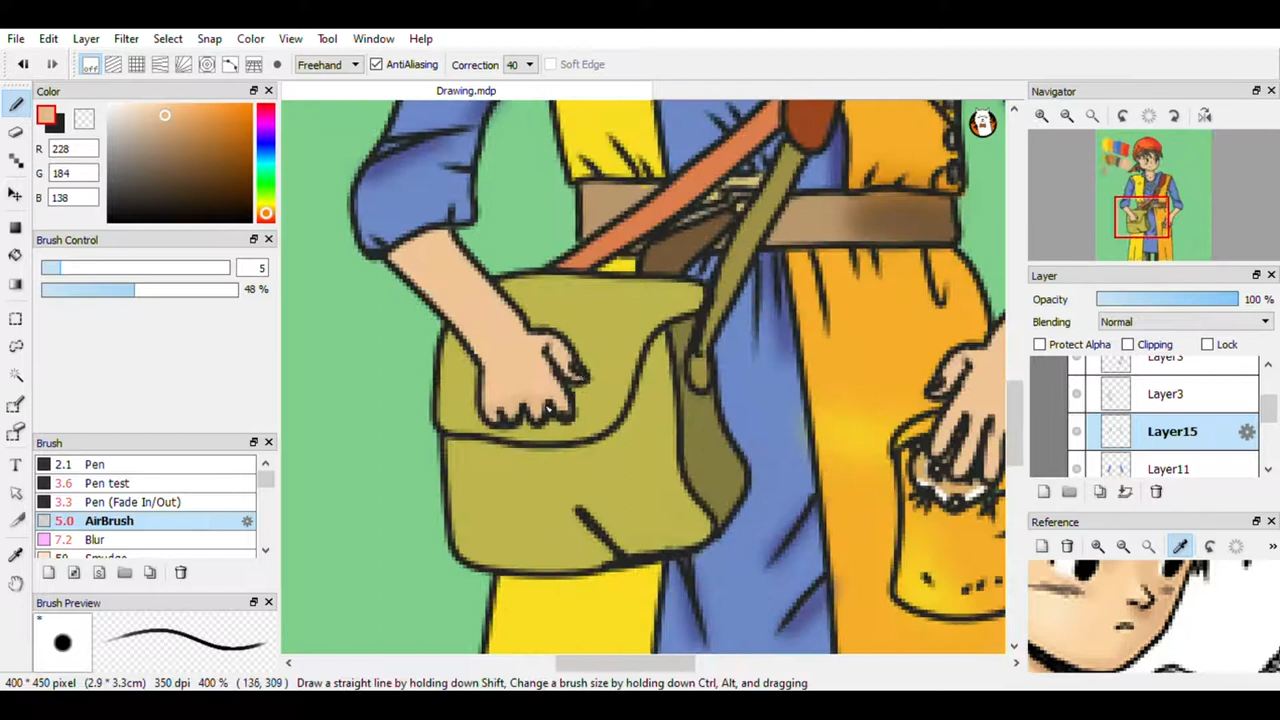 File Edit Layer Filter Select Snap Color View Tool Window Help
off Freehand AntiAliasing Correction 40 Soft Edge
Color
R 228
G 184
B 138
Brush Control
5
48 %
Brush
2.1 Pen
3.6 Pen test
3.3 Pen (Fade In/Out)
5.0 AirBrush
7.2 Blur
50 Smudge
Brush Preview
*
Drawing.mdp
Navigator
Layer
Opacity 100 %
Blending Normal
Protect Alpha Clipping Lock
Layer3
Layer3
Layer15
Layer11
Reference
»
400 * 450 pixel (2.9 * 3.3cm) 350 dpi 400 % ( 136, 309 ) Draw a straight line by holding down Shift, Change a brush size by holding down Ctrl, Alt, and dragging